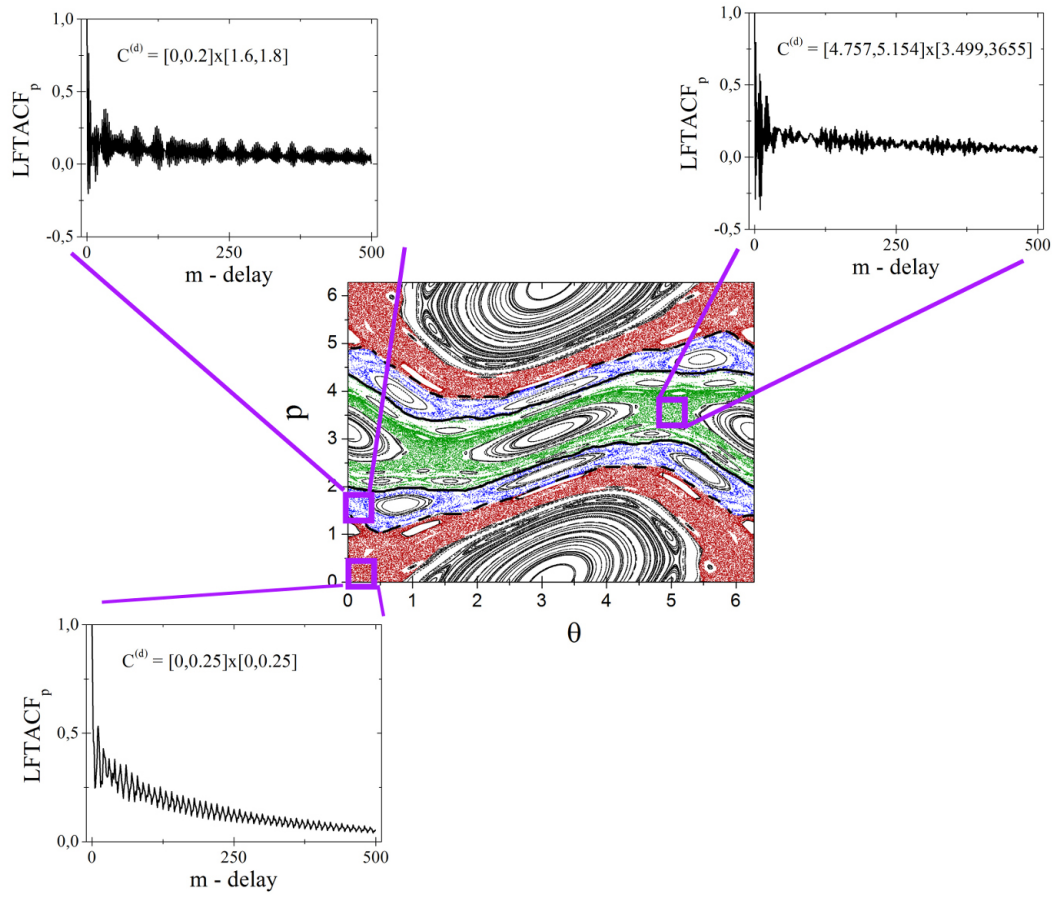 1,0
C(d) = [0,0.2]x[1.6,1.8]
0,5
LFTACFp
0,0
-0,5
0
250
500
m - delay
1,0
C(d) = [4.757,5.154]x[3.499,3655]
0,5
LFTACFp
0,0
-0,5
0
250
500
m - delay
6
5
4
p
3
2
1
0
0 1 2 3 4 5 6
θ
1,0
C(d) = [0,0.25]x[0,0.25]
LFTACFp
0,5
0,0
0
250
500
m - delay